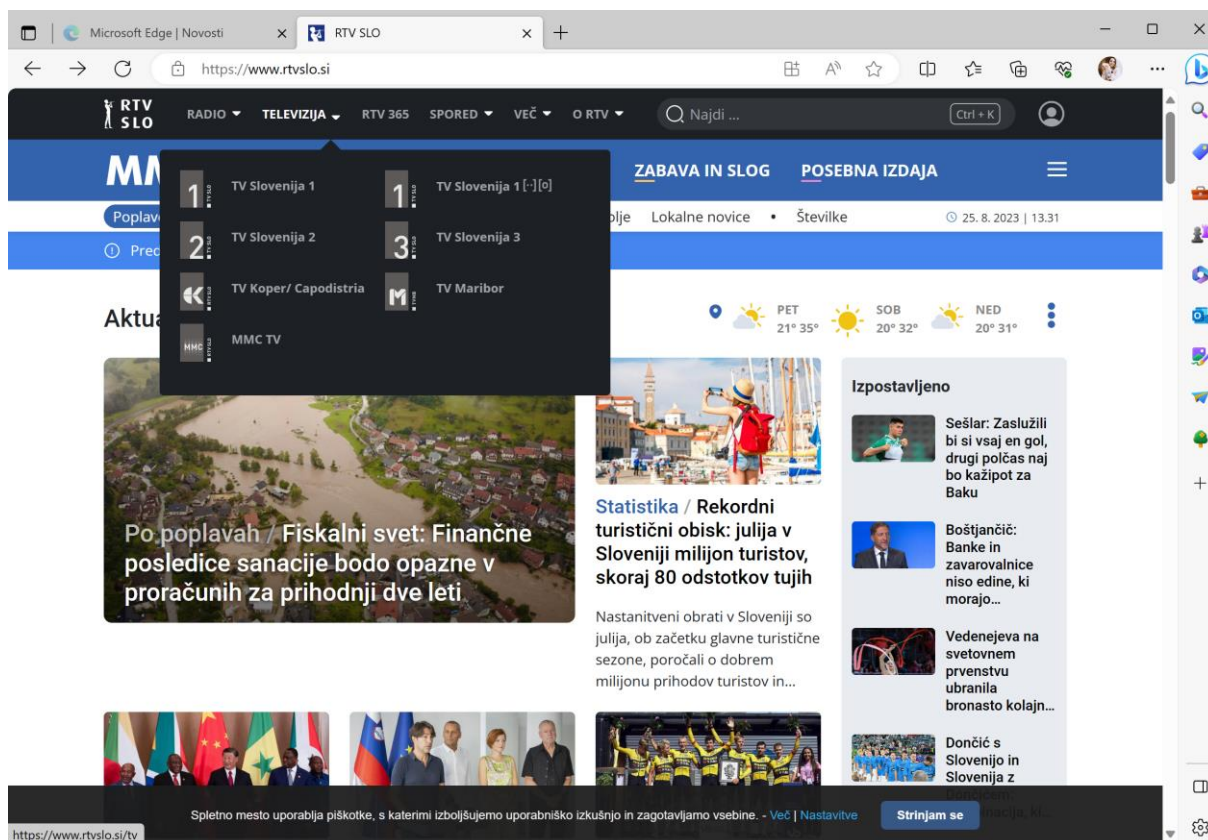 Microsoft Edge | Novosti
RTV SLO
https://www.rtvslo.si
RTV SLO
RADIO TELEVIZIJA RTV 365 SPORED VEČ O RTV Najdi ... Ctrl + K
ZABAVA IN SLOG POSEBNA IZDAJA
Lokalne novice • Številke 25. 8. 2023 | 13.31
TV Slovenija 1
TV Slovenija 1 [··] [o]
TV Slovenija 2
TV Slovenija 3
TV Koper/ Capodistria
TV Maribor
MMC TV
PET
21° 35°
SOB
20° 32°
NED
20° 31°
Po poplavah / Fiskalni svet: Finančne
posledice sanacije bodo opazne v
proračunih za prihodnji dve leti
Statistika / Rekordni
turistični obisk: julija v
Sloveniji milijon turistov,
skoraj 80 odstotkov tujih
Nastanitveni obrati v Sloveniji so
julija, ob začetku glavne turistične
sezone, poročali o dobrem
milijonu prihodov turistov in...
Izpostavljeno
Sešlar: Zaslužili
bi si vsaj en gol,
drugi polčas naj
bo kažipot za
Baku
Boštjančič:
Banke in
zavarovalnice
niso edine, ki
morajo...
Vedenejeva na
svetovnem
prvenstvu
ubranila
bronasto kolajn...
Dončić s
Slovenijo in
Slovenija z
Spletno mesto uporablja piškotke, s katerimi izboljšujemo uporabniško izkušnjo in zagotavljamo vsebine. - Več | Nastavitve Strinjam se
https://www.rtvslo.si/tv